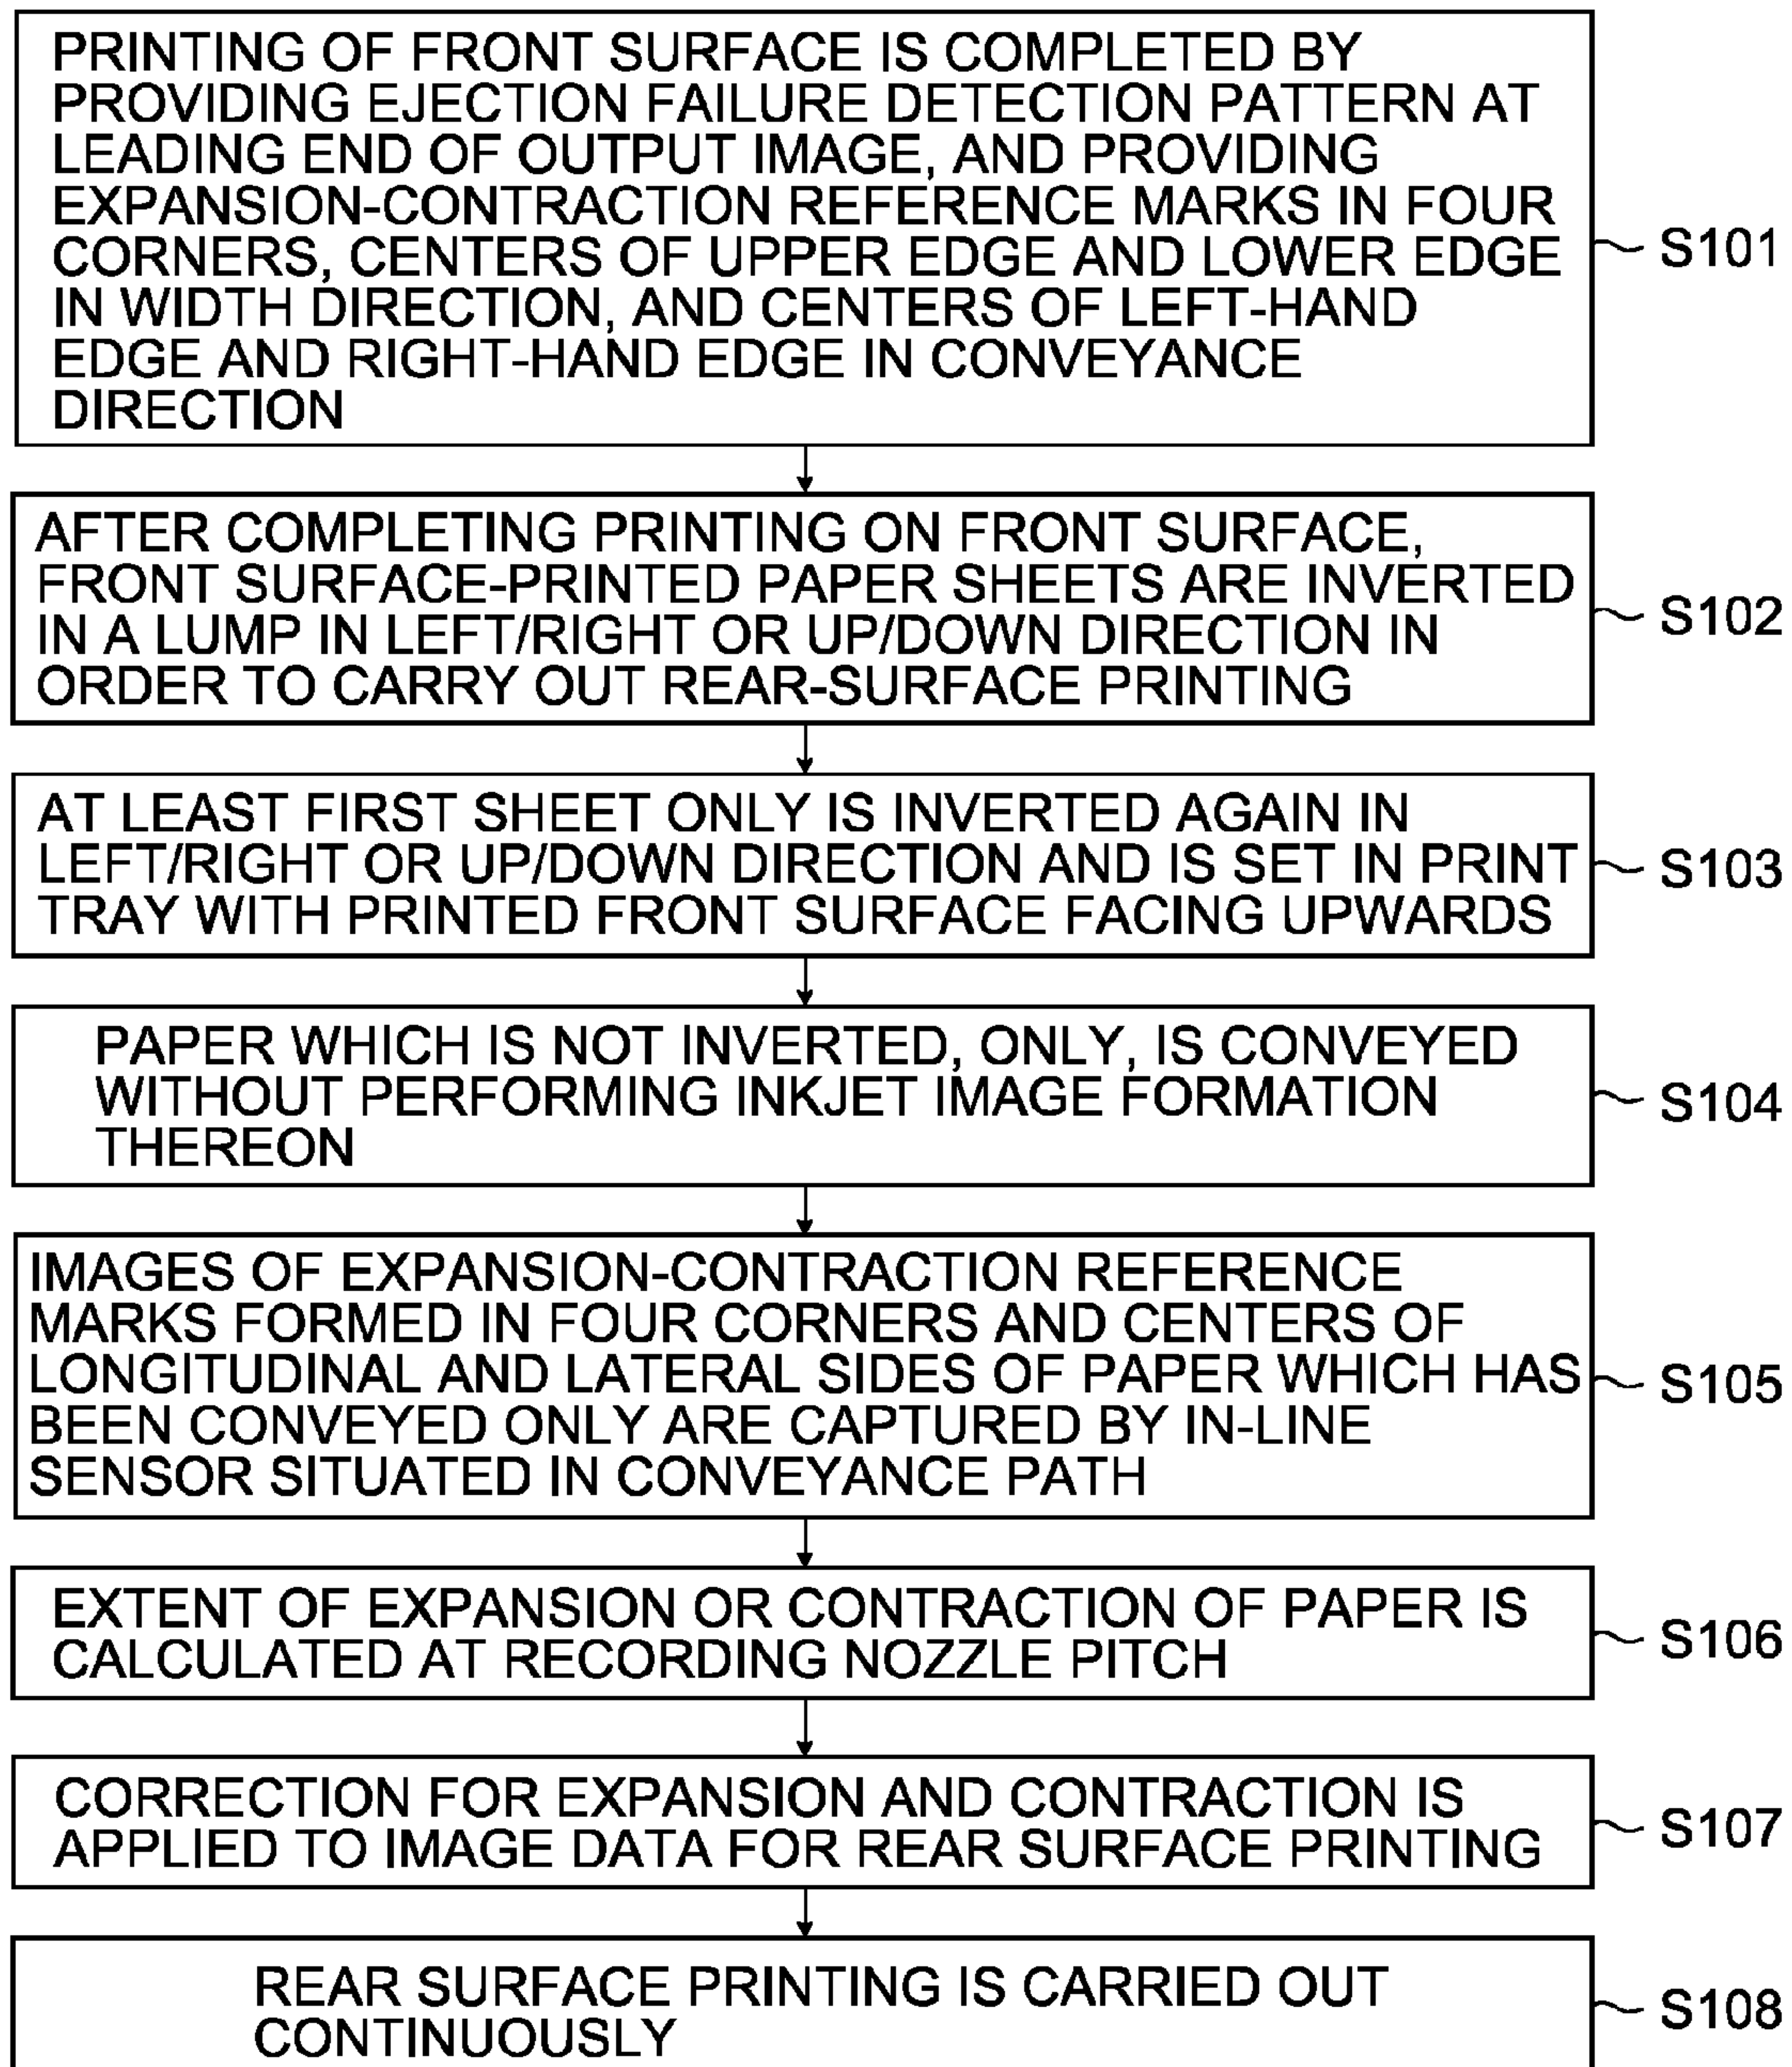 PRINTING OF FRONT SURFACE IS COMPLETED BY
PROVIDING EJECTION FAILURE DETECTION PATTERN AT
LEADING END OF OUTPUT IMAGE, AND PROVIDING
EXPANSION-CONTRACTION REFERENCE MARKS IN FOUR
CORNERS, CENTERS OF UPPER EDGE AND LOWER EDGE
IN WIDTH DIRECTION, AND CENTERS OF LEFT-HAND
EDGE AND RIGHT-HAND EDGE IN CONVEYANCE
DIRECTION
S101
AFTER COMPLETING PRINTING ON FRONT SURFACE,
FRONT SURFACE-PRINTED PAPER SHEETS ARE INVERTED
IN A LUMP IN LEFT/RIGHT OR UP/DOWN DIRECTION IN
ORDER TO CARRY OUT REAR-SURFACE PRINTING
S102
AT LEAST FIRST SHEET ONLY IS INVERTED AGAIN IN
LEFT/RIGHT OR UP/DOWN DIRECTION AND IS SET IN PRINT
TRAY WITH PRINTED FRONT SURFACE FACING UPWARDS
S103
PAPER WHICH IS NOT INVERTED, ONLY, IS CONVEYED
WITHOUT PERFORMING INKJET IMAGE FORMATION
THEREON
S104
IMAGES OF EXPANSION-CONTRACTION REFERENCE
MARKS FORMED IN FOUR CORNERS AND CENTERS OF
LONGITUDINAL AND LATERAL SIDES OF PAPER WHICH HAS
BEEN CONVEYED ONLY ARE CAPTURED BY IN-LINE
SENSOR SITUATED IN CONVEYANCE PATH
S105
EXTENT OF EXPANSION OR CONTRACTION OF PAPER IS
CALCULATED AT RECORDING NOZZLE PITCH
S106
CORRECTION FOR EXPANSION AND CONTRACTION IS
APPLIED TO IMAGE DATA FOR REAR SURFACE PRINTING
S107
REAR SURFACE PRINTING IS CARRIED OUT
CONTINUOUSLY
S108